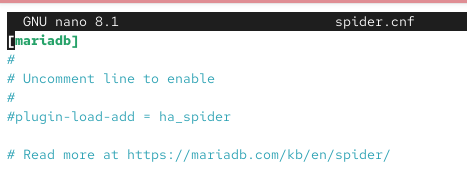 GNU nano 8.1 spider.cnf
[mariadb]
#
# Uncomment line to enable
#
#plugin-load-add = ha_spider
# Read more at https://mariadb.com/kb/en/spider/